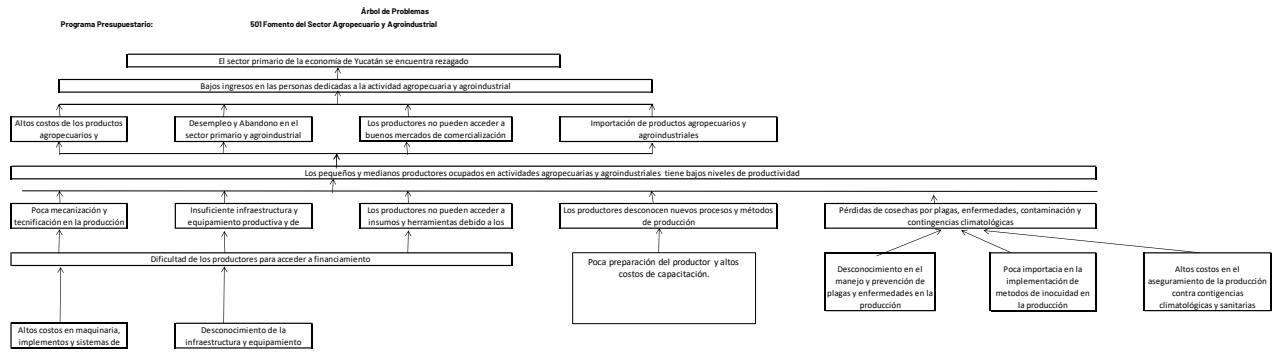 Árbol de Problemas
Programa Presupuestario: 501 Fomento del Sector Agropecuario y Agroindustrial
El sector primario de la economía de Yucatán se encuentra rezagado
Bajos ingresos en las personas dedicadas a la actividad agropecuaria y agroindustrial
Altos costos de los productos
agropecuarios y
Desempleo y Abandono en el
sector primario y agroindustrial
Los productores no pueden acceder a
buenos mercados de comercialización
Importación de productos agropecuarios y
agroindustriales
Los pequeños y medianos productores ocupados en actividades agropecuarias y agroindustriales tiene bajos niveles de productividad
Poca mecanización y
tecnificación en la producción
Insuficiente infraestructura y
equipamiento productiva y de
Los productores no pueden acceder a
insumos y herramientas debido a los
Los productores desconocen nuevos procesos y métodos
de producción
Pérdidas de cosechas por plagas, enfermedades, contaminación y
contingencias climatológicas
Dificultad de los productores para acceder a financiamiento
Poca preparación del productor y altos
costos de capacitación.
Desconocimiento en el
manejo y prevención de
plagas y enfermedades en la
producción
Poca importacia en la
implementación de
metodos de inocuidad en
la producción
Altos costos en el
aseguramiento de la producción
contra contigencias
climatológicas y sanitarias
Altos costos en maquinaria,
implementos y sistemas de
Desconocimiento de la
infraestructura y equipamiento